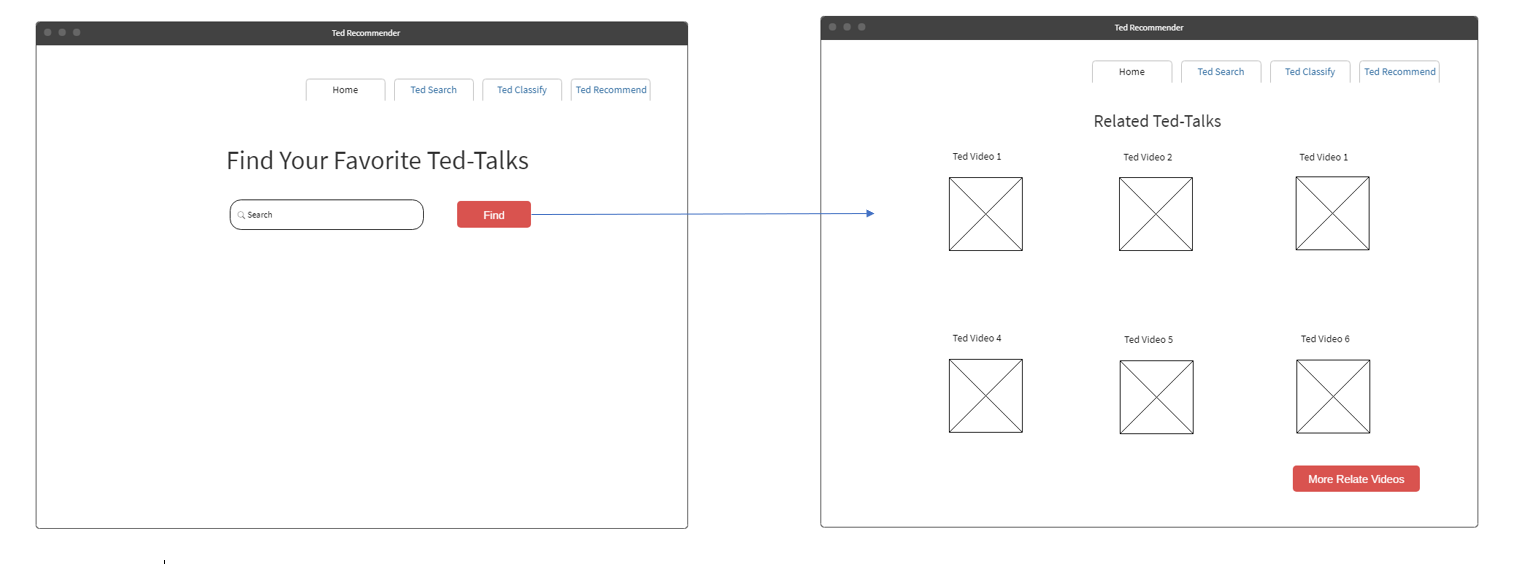 Ted Recommender
Home Ted Search Ted Classify Ted Recommend
Find Your Favorite Ted-Talks
Search Find
Ted Recommender
Home Ted Search Ted Classify Ted Recommend
Related Ted-Talks
Ted Video 1 Ted Video 2 Ted Video 1
Ted Video 4 Ted Video 5 Ted Video 6
More Relate Videos